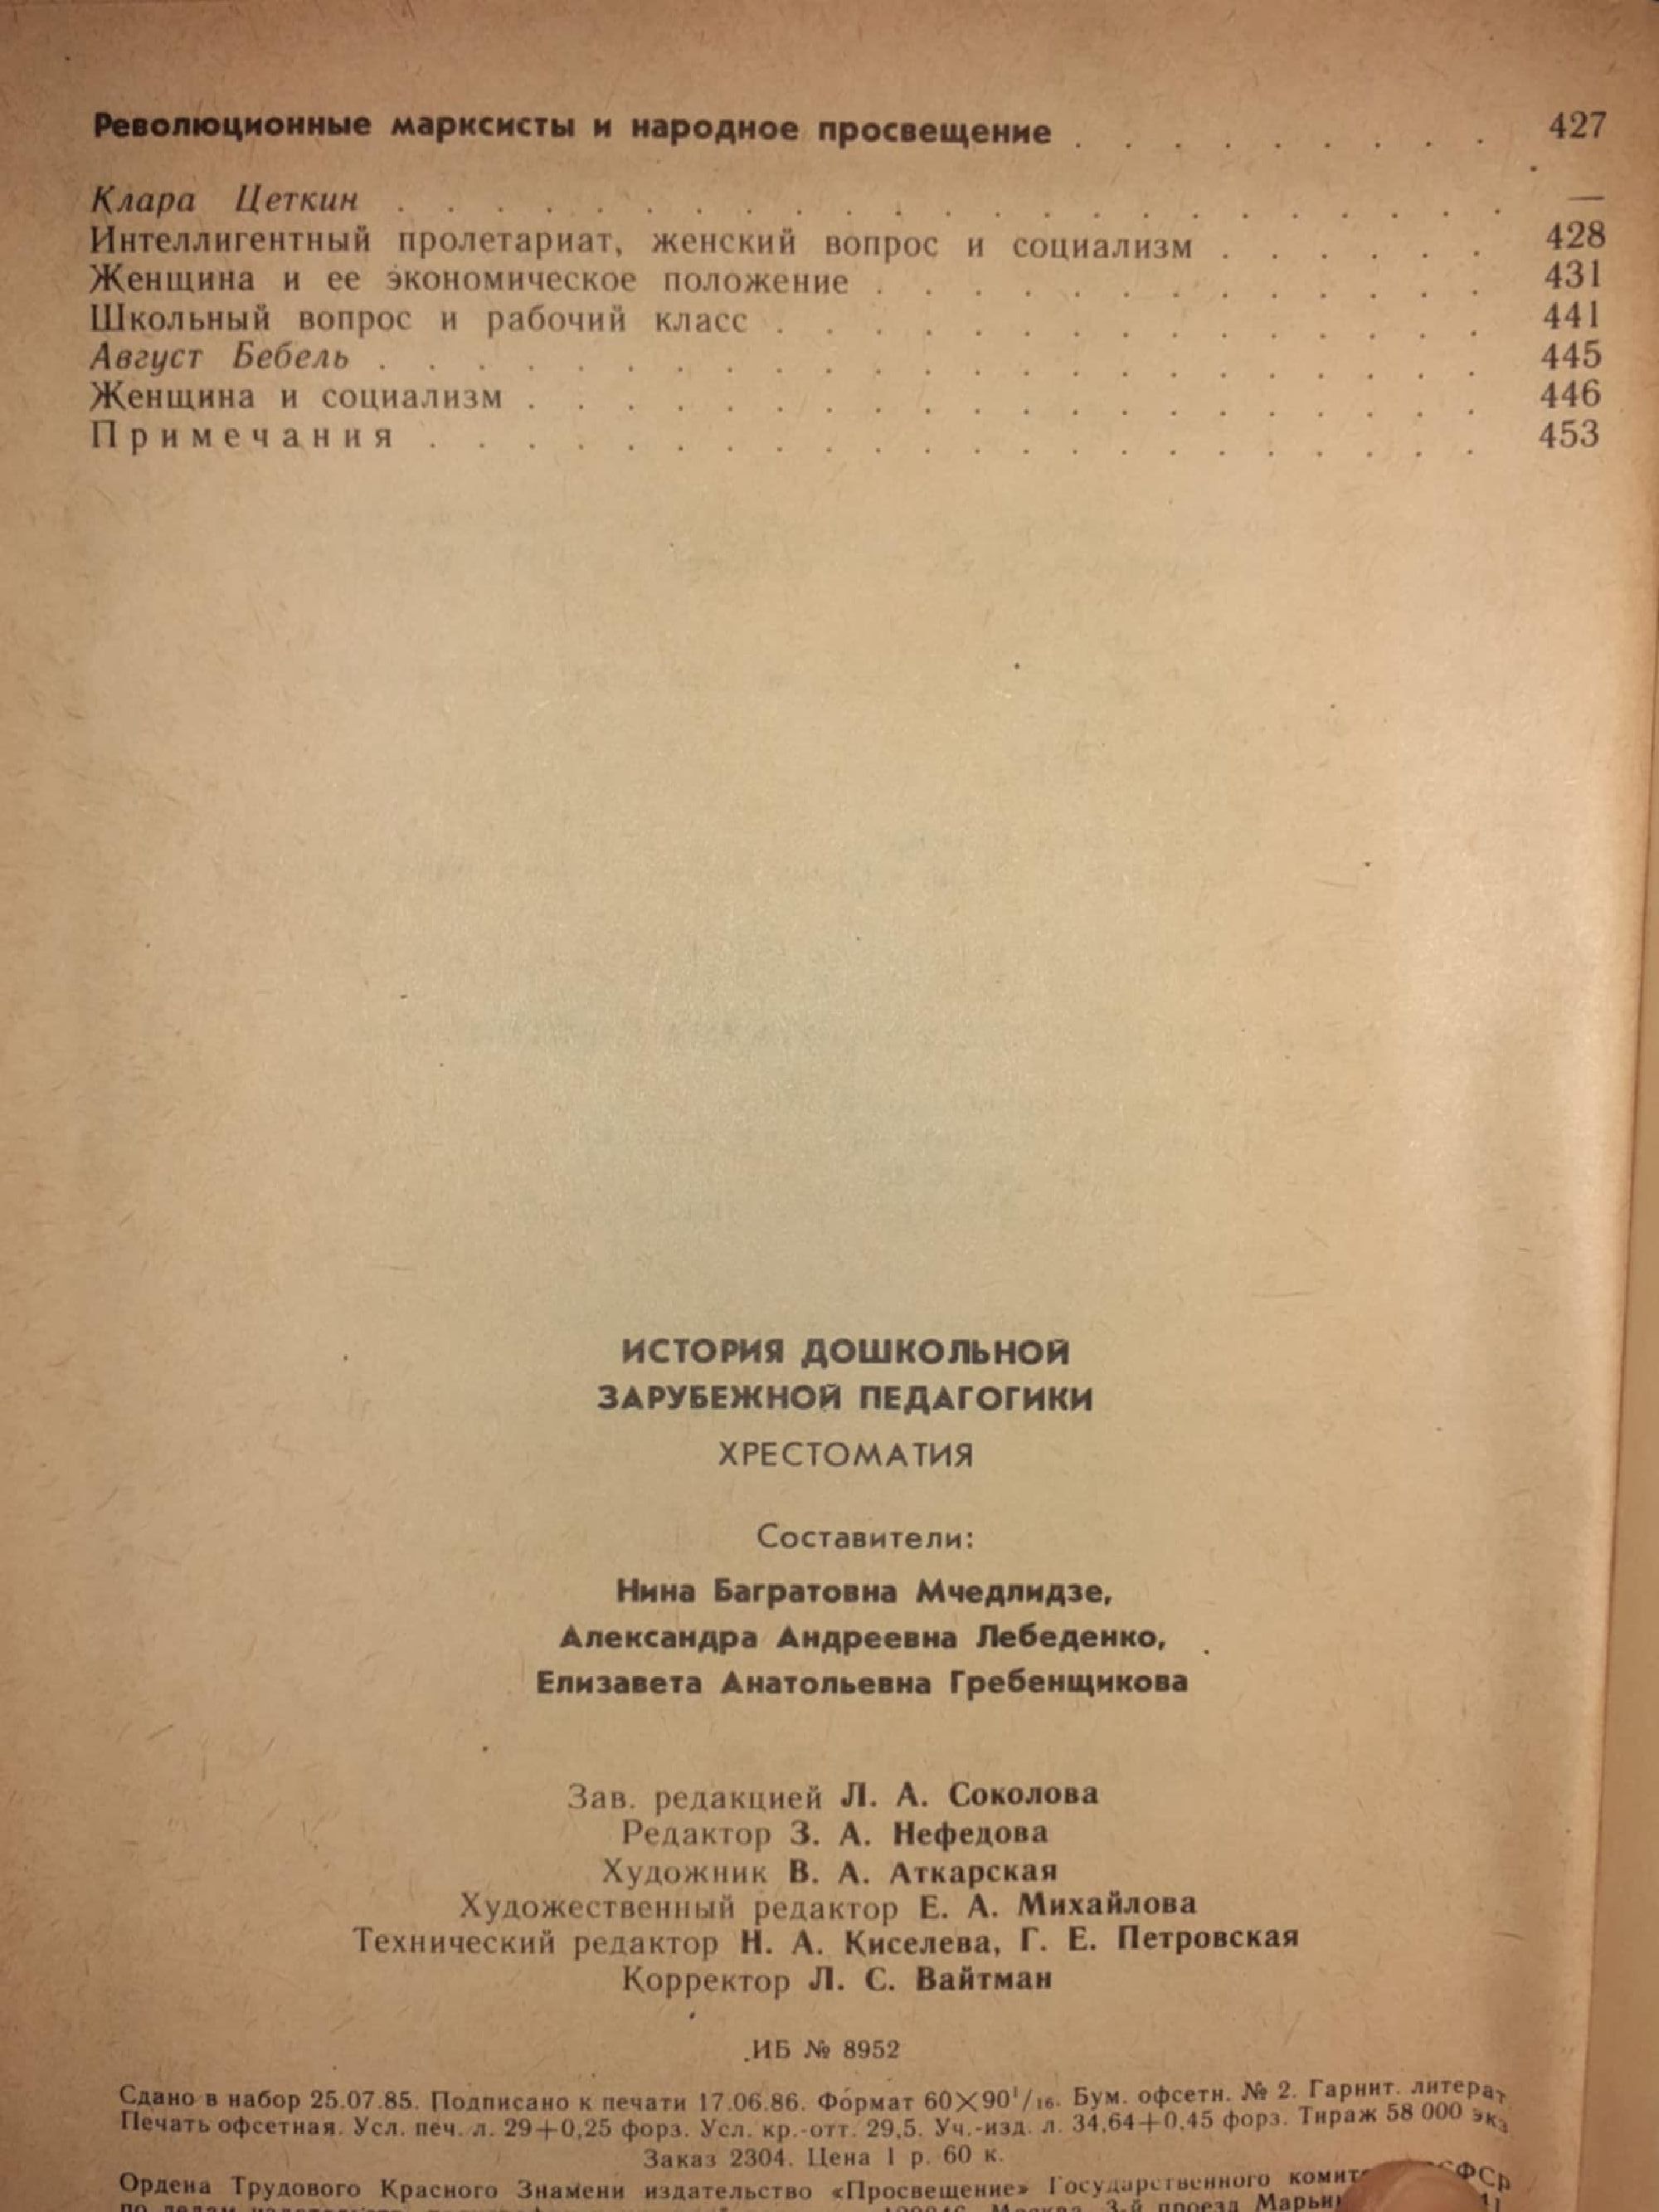 Революционные марксисты и народное просвещение . . . . . . . . . 427
Клара Цеткин . . . . . . . . . . . . . . . . . . . . . . . —
Интеллигентный пролетариат, женский вопрос и социализм . . . . . . 428
Женщина и ее экономическое положение . . . . . . . . . . . . . 431
Школьный вопрос и рабочий класс . . . . . . . . . . . . . . . 441
Август Бебель . . . . . . . . . . . . . . . . . . . . . . . 445
Женщина и социализм . . . . . . . . . . . . . . . . . . . . 446
Примечания . . . . . . . . . . . . . . . . . . . . . . 453
ИСТОРИЯ ДОШКОЛЬНОЙ
ЗАРУБЕЖНОЙ ПЕДАГОГИКИ
ХРЕСТОМАТИЯ
Составители:
Нина Багратовна Мчедлидзе,
Александра Андреевна Лебеденко,
Елизавета Анатольевна Гребенщикова
Зав. редакцией Л. А. Соколова
Редактор З. А. Нефедова
Художник В. А. Аткарская
Художественный редактор Е. А. Михайлова
Технический редактор Н. А. Киселева, Г. Е. Петровская
Корректор Л. С. Вайтман
ИБ № 8952
Сдано в набор 25.07.85. Подписано к печати 17.06.86. Формат 60×90¹/₁₆. Бум. офсетн. № 2. Гарнит. литерат.
Печать офсетная. Усл. печ. л. 29+0,25 форз. Усл. кр.-отт. 29,5. Уч.-изд. л. 34,64+0,45 форз. Тираж 58 000 экз.
Заказ 2304. Цена 1 р. 60 к.
Ордена Трудового Красного Знамени издательство «Просвещение» Государственного
по делам Москва, 3-й проезд